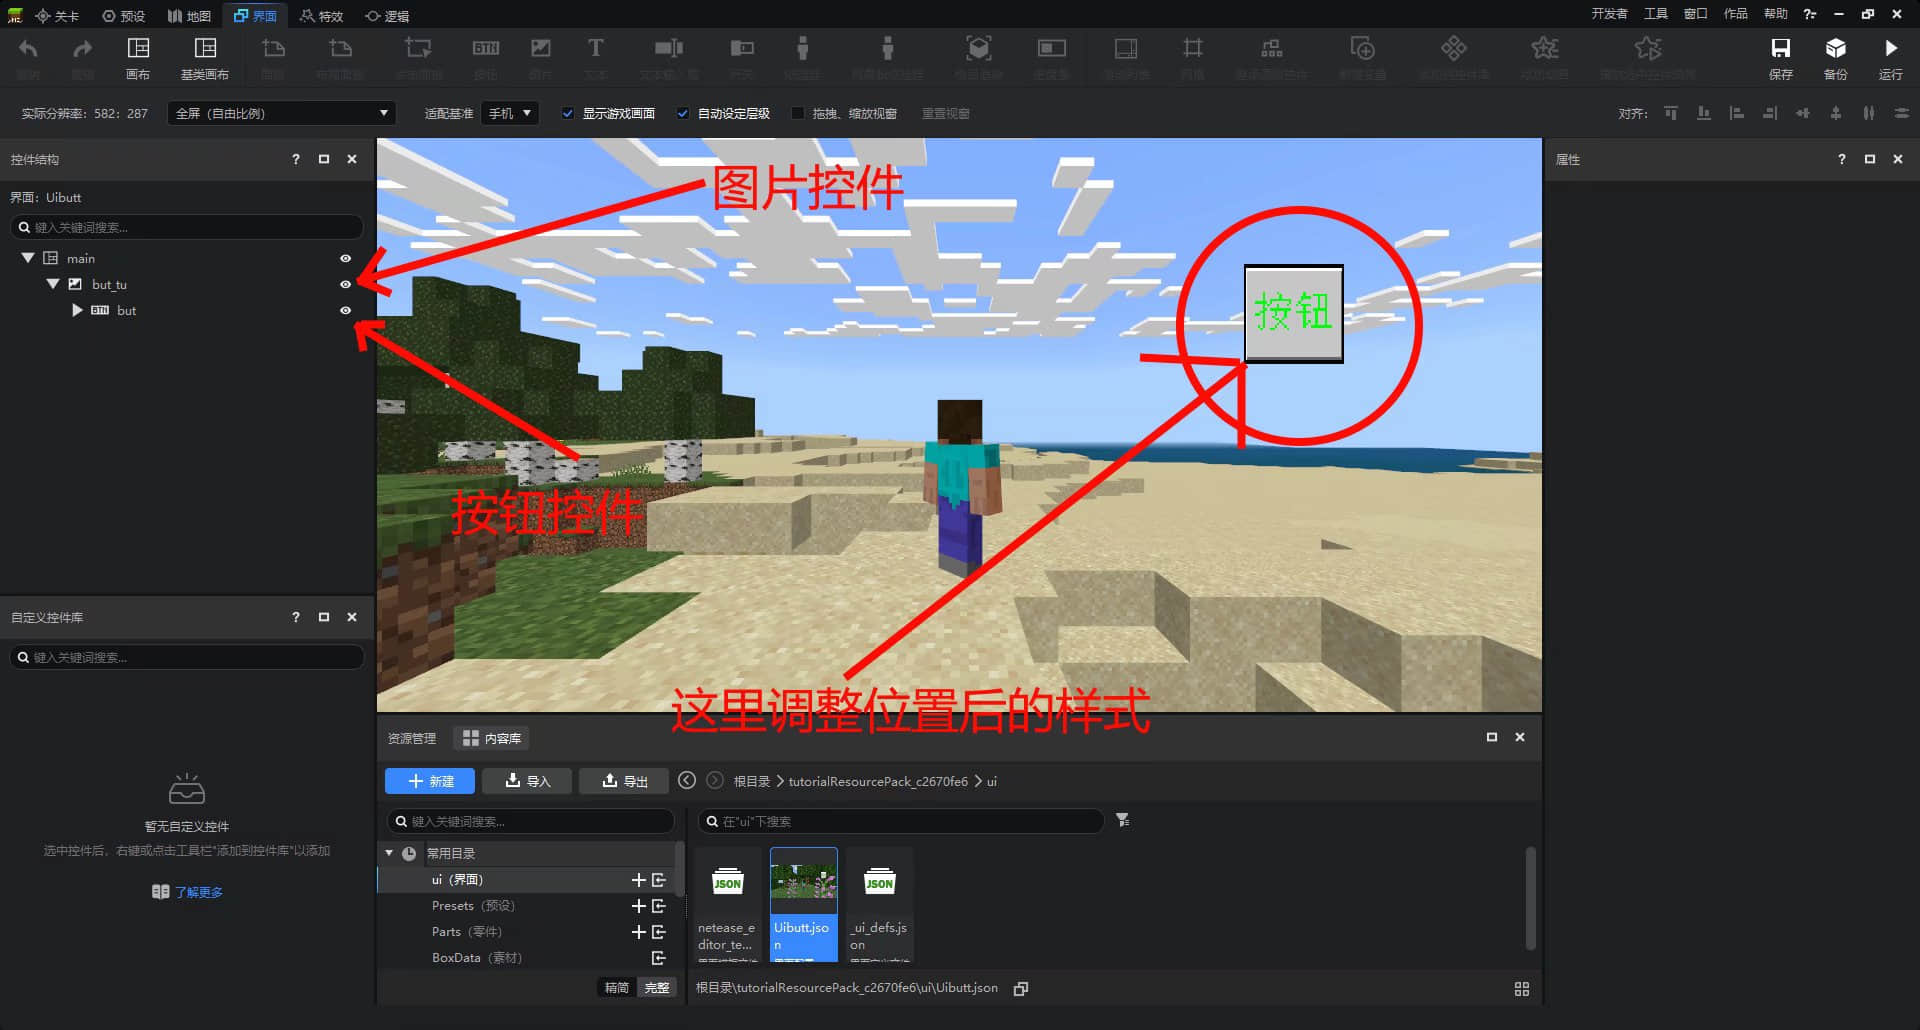 关卡 预设 地图 界面 特效 逻辑 开发者 工具 窗口 作品 帮助
画布 基类画布 BTN T 保存 备份 运行
实际分辨率: 582: 287 全屏（自由比例） 适配基准 手机 显示游戏画面 自动设定层级 拖拽、缩放视窗 重置视窗 对齐:
控件结构
界面: Uibutt
键入关键词搜索...
main
but_tu
BTN but
图片控件
按钮
按钮控件
这里调整位置后的样式
属性
自定义控件库
键入关键词搜索...
暂无自定义控件
选中控件后，右键或点击工具栏"添加到控件库"以添加
了解更多
资源管理 内容库
新建 导入 导出 根目录 > tutorialResourcePack_c2670fe6 > ui
键入关键词搜索... 在"ui"下搜索
常用目录
ui（界面）
Presets（预设）
Parts（零件）
BoxData（素材）
精简 完整
JSON
netease_e
ditor_te...
Uibutt.jso
n
JSON
_ui_defs.js
on
根目录\tutorialResourcePack_c2670fe6\ui\Uibutt.json